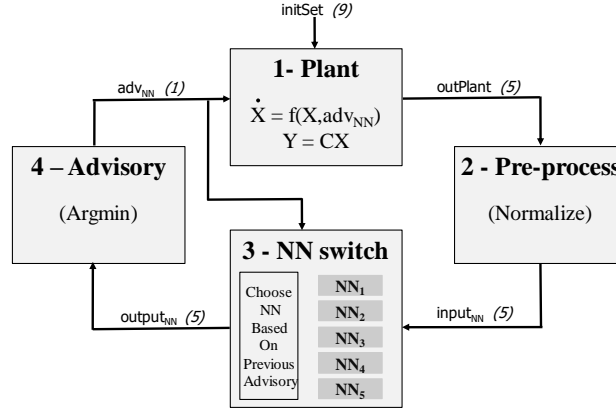 initSet (9)
1- Plant
Ẋ = f(X,adv_NN)
Y = CX
adv_NN (1)
outPlant (5)
4 – Advisory
(Argmin)
2 - Pre-process
(Normalize)
3 - NN switch
Choose
NN
Based
On
Previous
Advisory
NN₁
NN₂
NN₃
NN₄
NN₅
output_NN (5)
input_NN (5)